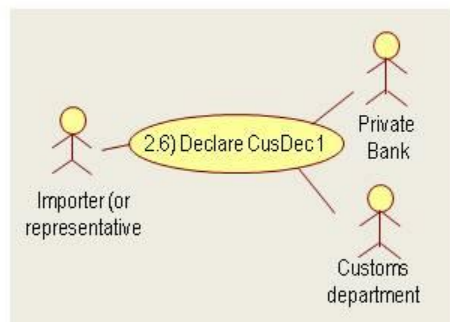 Private
Bank
2.6) Declare CusDec1
Importer (or
representative
Customs
department